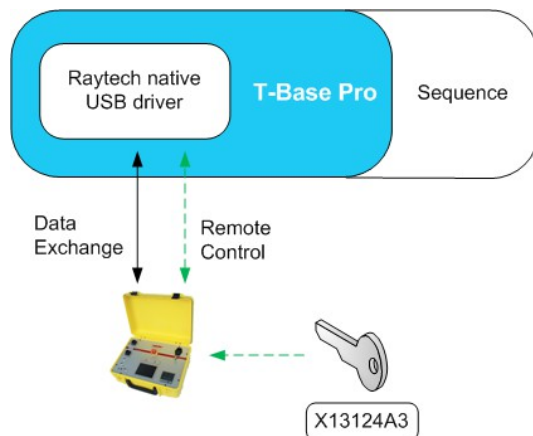 Raytech native
USB driver
T-Base Pro
Sequence
Data
Exchange
Remote
Control
X13124A3